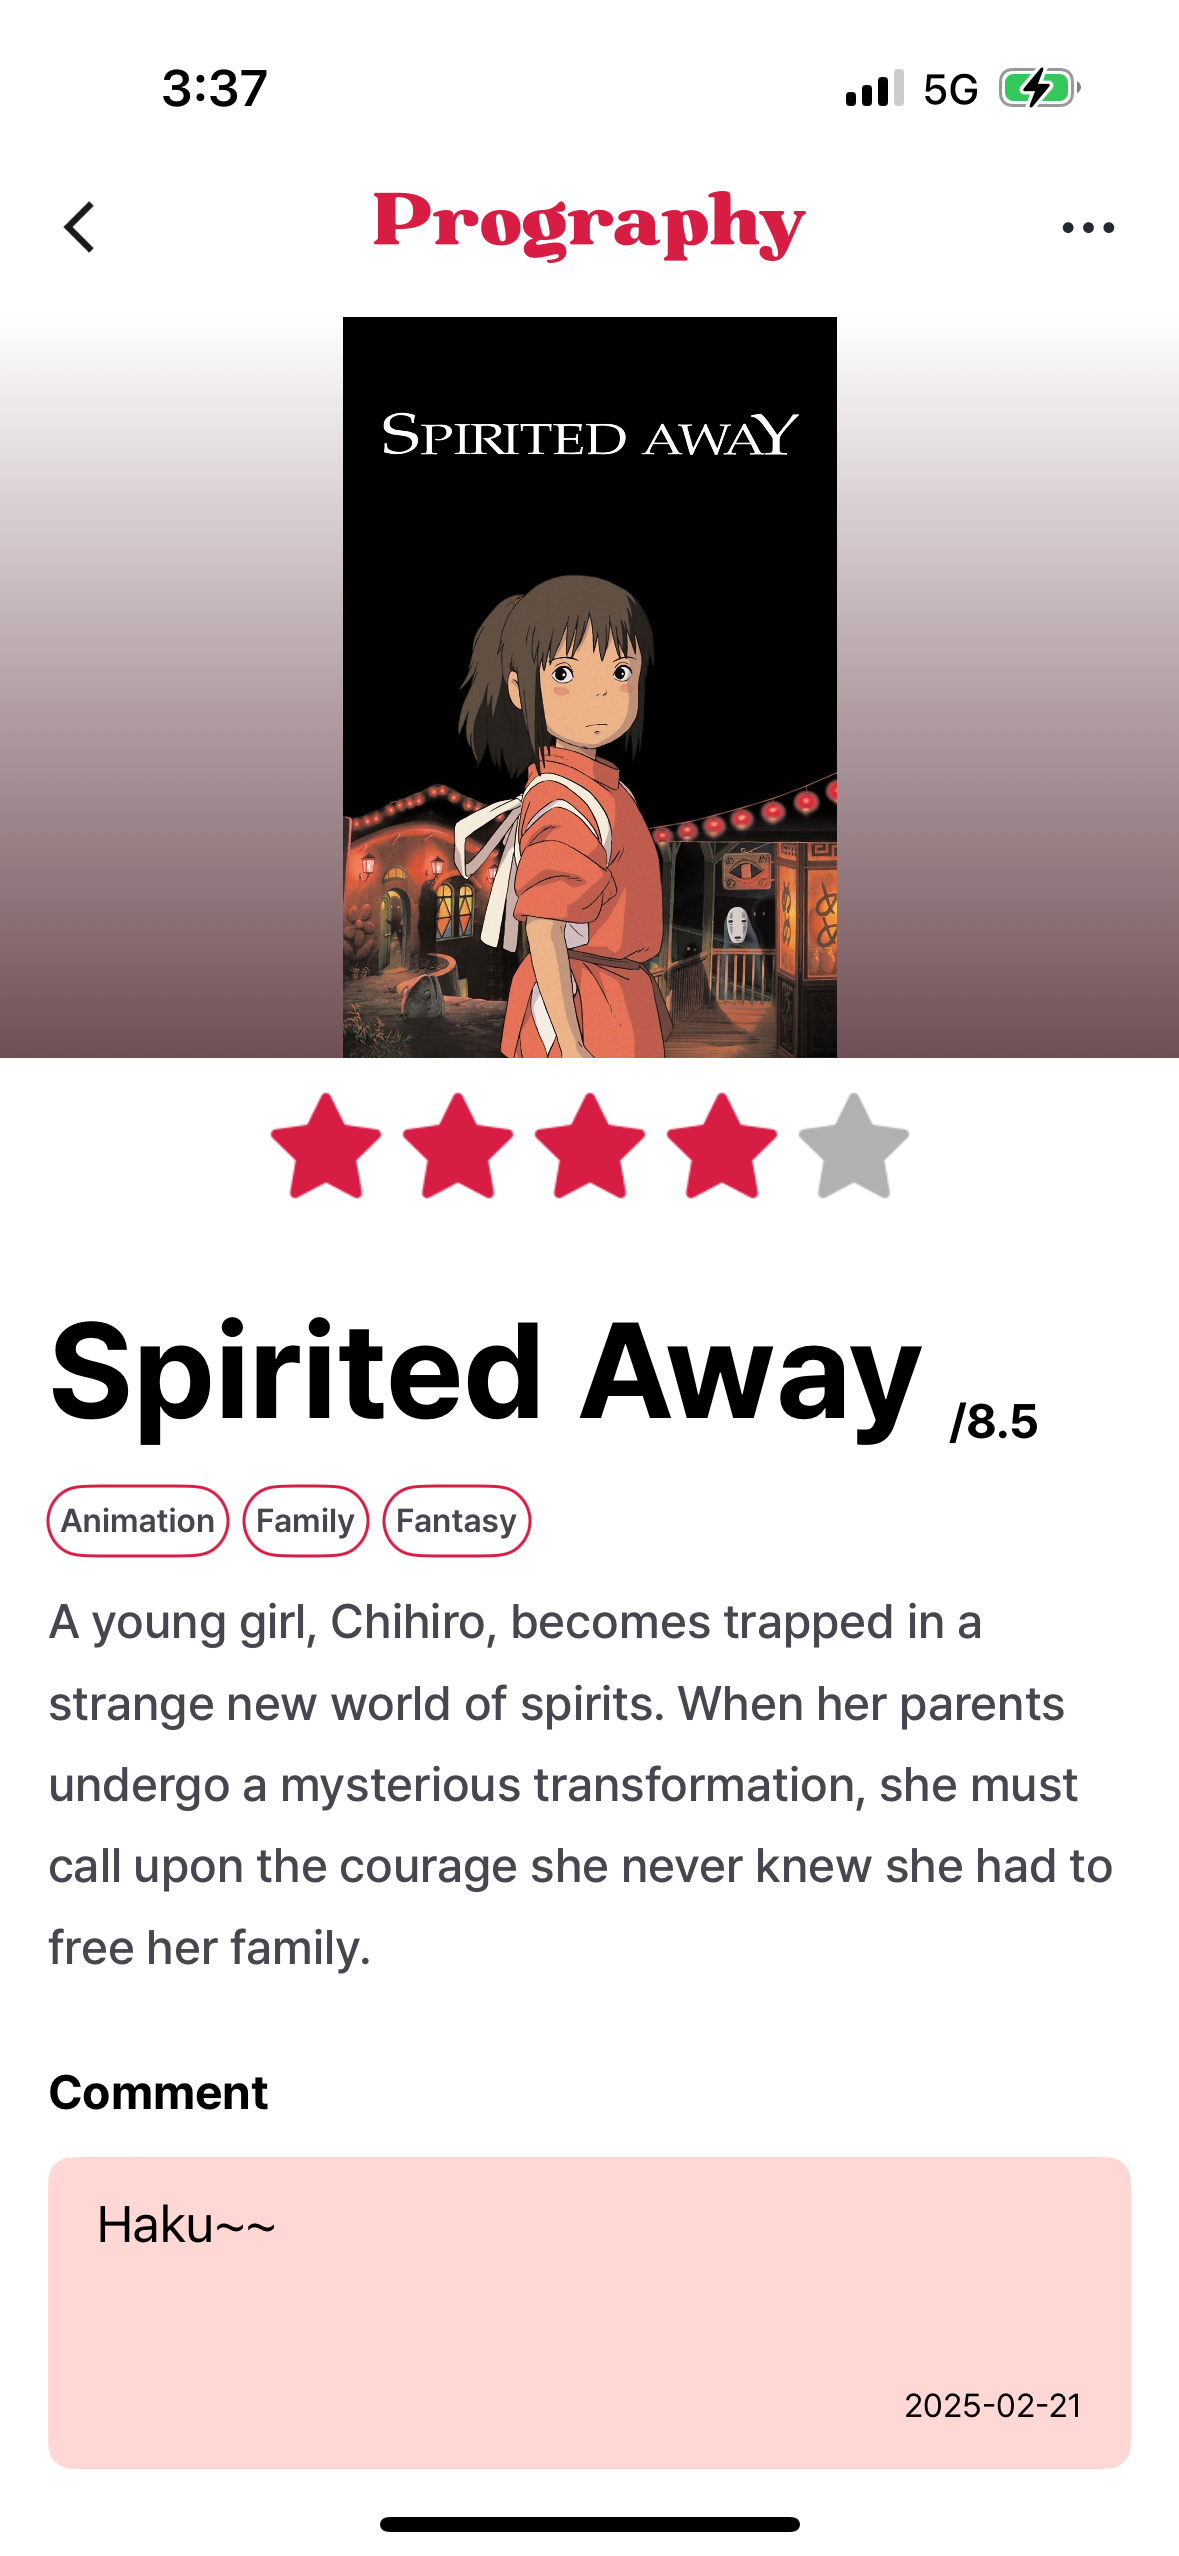 3:37
5G
Prography
SPIRITED AWAY
め
め
Spirited Away /8.5
Animation Family Fantasy
A young girl, Chihiro, becomes trapped in a
strange new world of spirits. When her parents
undergo a mysterious transformation, she must
call upon the courage she never knew she had to
free her family.
Comment
Haku~~
2025-02-21